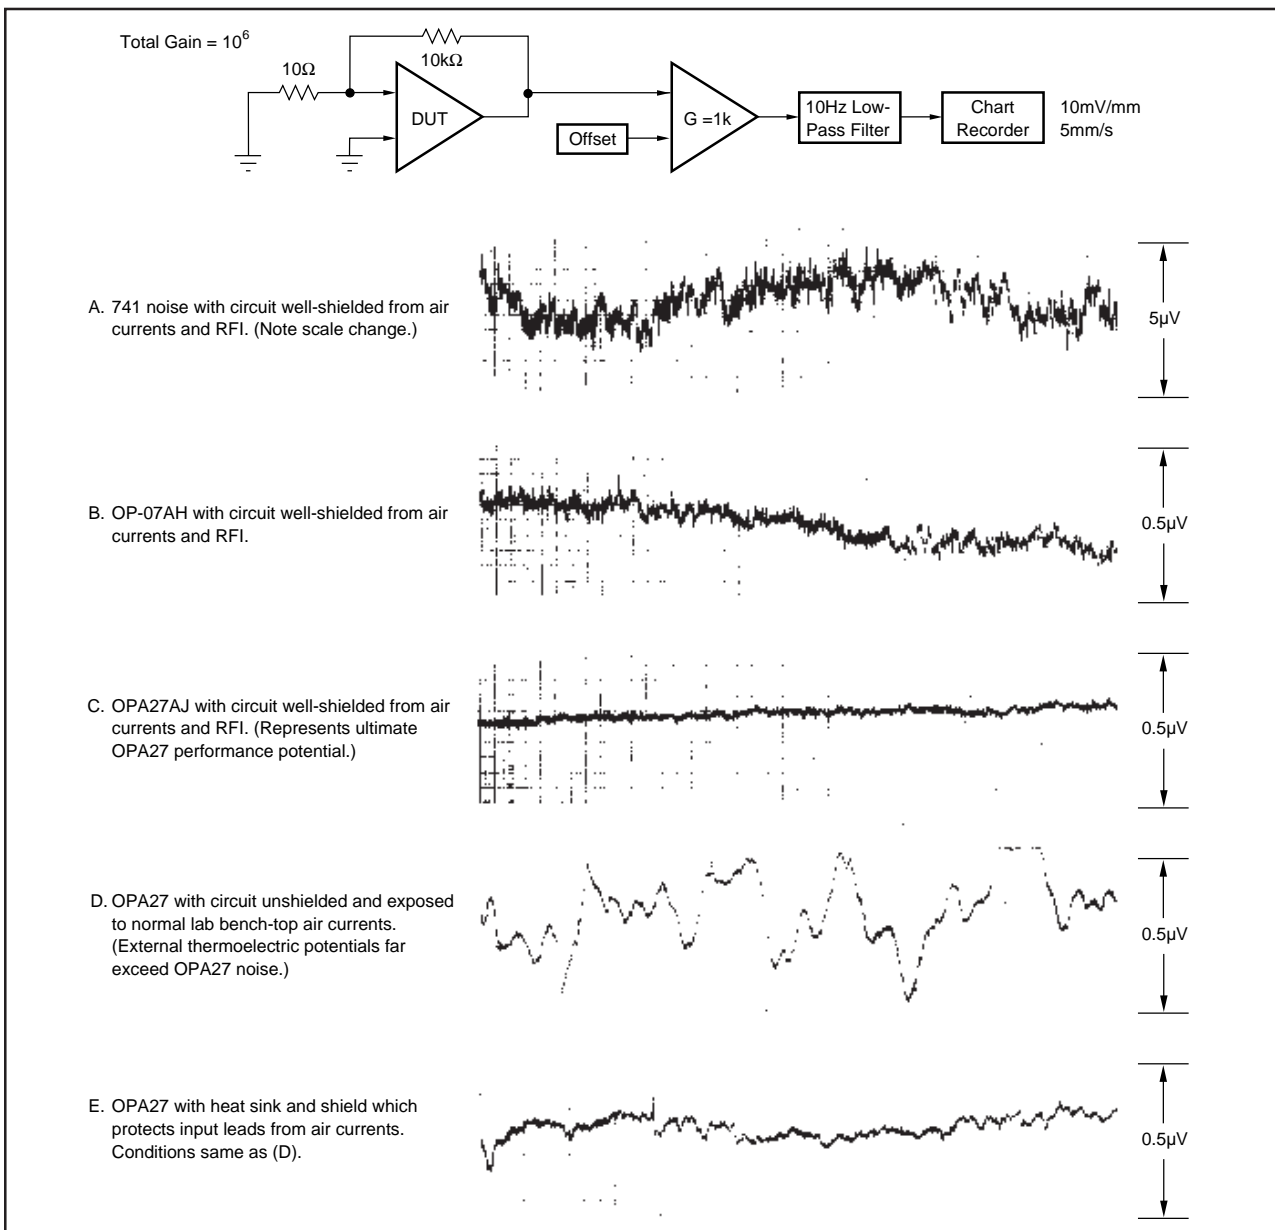 Total Gain = 10⁶
10Ω
10kΩ
DUT
Offset
G =1k
10Hz Low-
Pass Filter
Chart
Recorder
10mV/mm
5mm/s
A. 741 noise with circuit well-shielded from air
currents and RFI. (Note scale change.)
5µV
B. OP-07AH with circuit well-shielded from air
currents and RFI.
0.5µV
C. OPA27AJ with circuit well-shielded from air
currents and RFI. (Represents ultimate
OPA27 performance potential.)
0.5µV
D. OPA27 with circuit unshielded and exposed
to normal lab bench-top air currents.
(External thermoelectric potentials far
exceed OPA27 noise.)
0.5µV
E. OPA27 with heat sink and shield which
protects input leads from air currents.
Conditions same as (D).
0.5µV